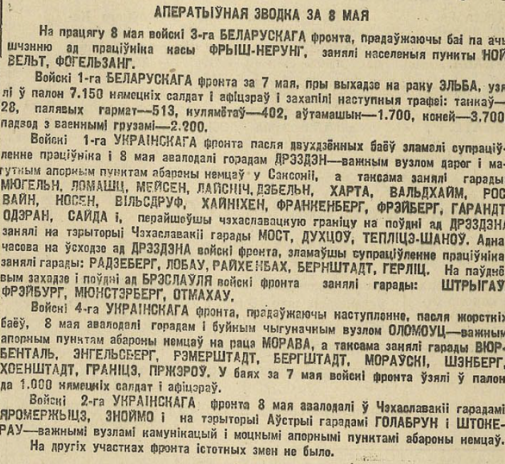 АПЕРАТЫЎНАЯ ЗВОДКА ЗА 8 МАЯ
На працягу 8 мая войскі 3-га БЕЛАРУСКАГА фронта, прадаўжаючы баі па ачы-
шчэнню ад праціўніка касы ФРЫШ-НЕРУНГ, занялі населеныя пункты НОЙ
ВЕЛЬТ, ФОГЕЛЬЗАНГ.
Войскі 1-га БЕЛАРУСКАГА фронта за 7 мая, пры выхадзе на раку ЭЛЬБА, узя
лі ў палон 7.150 нямецкіх салдат і афіцэраў і захапілі наступныя трафеі: танкаў—
28, палявых гармат—513, кулямётаў—402, аўтамашын—1.700, коней—3.700
падвод з ваеннымі грузамі—2.200.
Войскі 1-га УКРАІНСКАГА фронта пасля двухдзённых баёў зламалі супраціў-
ленне праціўніка і 8 мая авалодалі горадам ДРЭЗДЭН—важным вузлом дарог і ма-
гутным апорным пунктам абароны немцаў у Саксоніі, а таксама занялі гарады
МЮГЕЛЬН, ЛОМАШЦ, МЕЙСЕН, ДЭБЕЛЬН, ХАРТА, ВАЛЬДХАЙМ, РОС
ВАЙН, НОСЕН, ВІЛЬСДРУФ, ХАЙНІХЕН, ФРАНКЕНБЕРГ, ФРЭЙБЕРГ, ГАРАНДТ
ОДЭРАН, САЙДА і, перайшоўшы чэхаславацкую граніцу на поўдні ад ДРЭЗДЭНА
занялі на тэрыторыі Чэхаславакіі гарады МОСТ, ДУХЦОЎ, ТЕПЛІЦЭ-ШАНОЎ. Адна
часова на ўсходзе ад ДРЭЗДЭНА войскі фронта, зламаўшы супраціўленне праціўніка
занялі гарады: РАДЗЕБЕРГ, ЛОБАУ, РАЙХЕНБАХ, БЕРНШТАДТ, ГЕРЛІЦ. На паўднё
вым захадзе і поўдні ад БРЭСЛАЎЛЯ войскі фронта занялі гарады: ШТРЫГАУ
ФРЭЙБУРГ, МЮНСТЭРБЕРГ, ОТМАХАУ.
Войскі 4-га УКРАІНСКАГА фронта, прадаўжаючы наступленне, пасля жорсткіх
баёў, 8 мая авалодалі горадам і буйным чыгуначным вузлом ОЛОМОУЦ—важным
апорным пунктам абароны немцаў на раца МОРАВА, а таксама занялі гарады ВЮР-
БЕНТАЛЬ, ЭНГЕЛЬСБЕРГ, РЭМЕРШТАДТ, БЕРГШТАДТ, МОРАЎСКІ, ШЭНБЕРГ,
ХОЕНШТАДТ, ГРАНІЦЭ, ПРЖЭРОЎ. У баях за 7 мая войскі фронта ўзялі ў палон
да 1.000 нямецкіх салдат і афіцэраў.
Войскі 2-га УКРАІНСКАГА фронта 8 мая авалодалі ў Чэхаславакіі гарадамі
ЯРОМЕРЖЫЦЭ, ЗНОЙМО і на тэрыторыі Аўстрыі гарадамі ГОЛАБРУН і ШТОКЕ-
РАУ—важнымі вузламі камунікацый і моцнымі апорнымі пунктамі абароны немцаў.
На другіх участках фронта істотных змен не было.